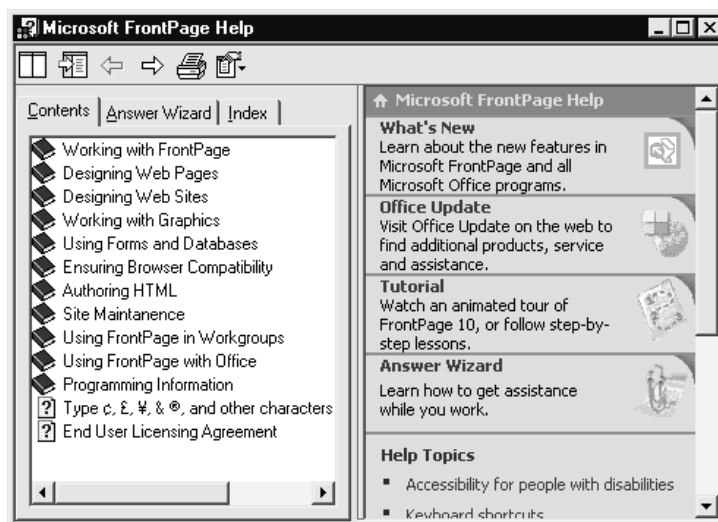 Microsoft FrontPage Help
Contents Answer Wizard Index
Working with FrontPage
Designing Web Pages
Designing Web Sites
Working with Graphics
Using Forms and Databases
Ensuring Browser Compatibility
Authoring HTML
Site Maintanence
Using FrontPage in Workgroups
Using FrontPage with Office
Programming Information
Type ¢, £, ¥, & ®, and other characters
End User Licensing Agreement
Microsoft FrontPage Help
What's New
Learn about the new features in
Microsoft FrontPage and all
Microsoft Office programs.
Office Update
Visit Office Update on the web to
find additional products, service
and assistance.
Tutorial
Watch an animated tour of
FrontPage 10, or follow step-by-
step lessons.
Answer Wizard
Learn how to get assistance
while you work.
Help Topics
Accessibility for people with disabilities
Keyboard shortcuts